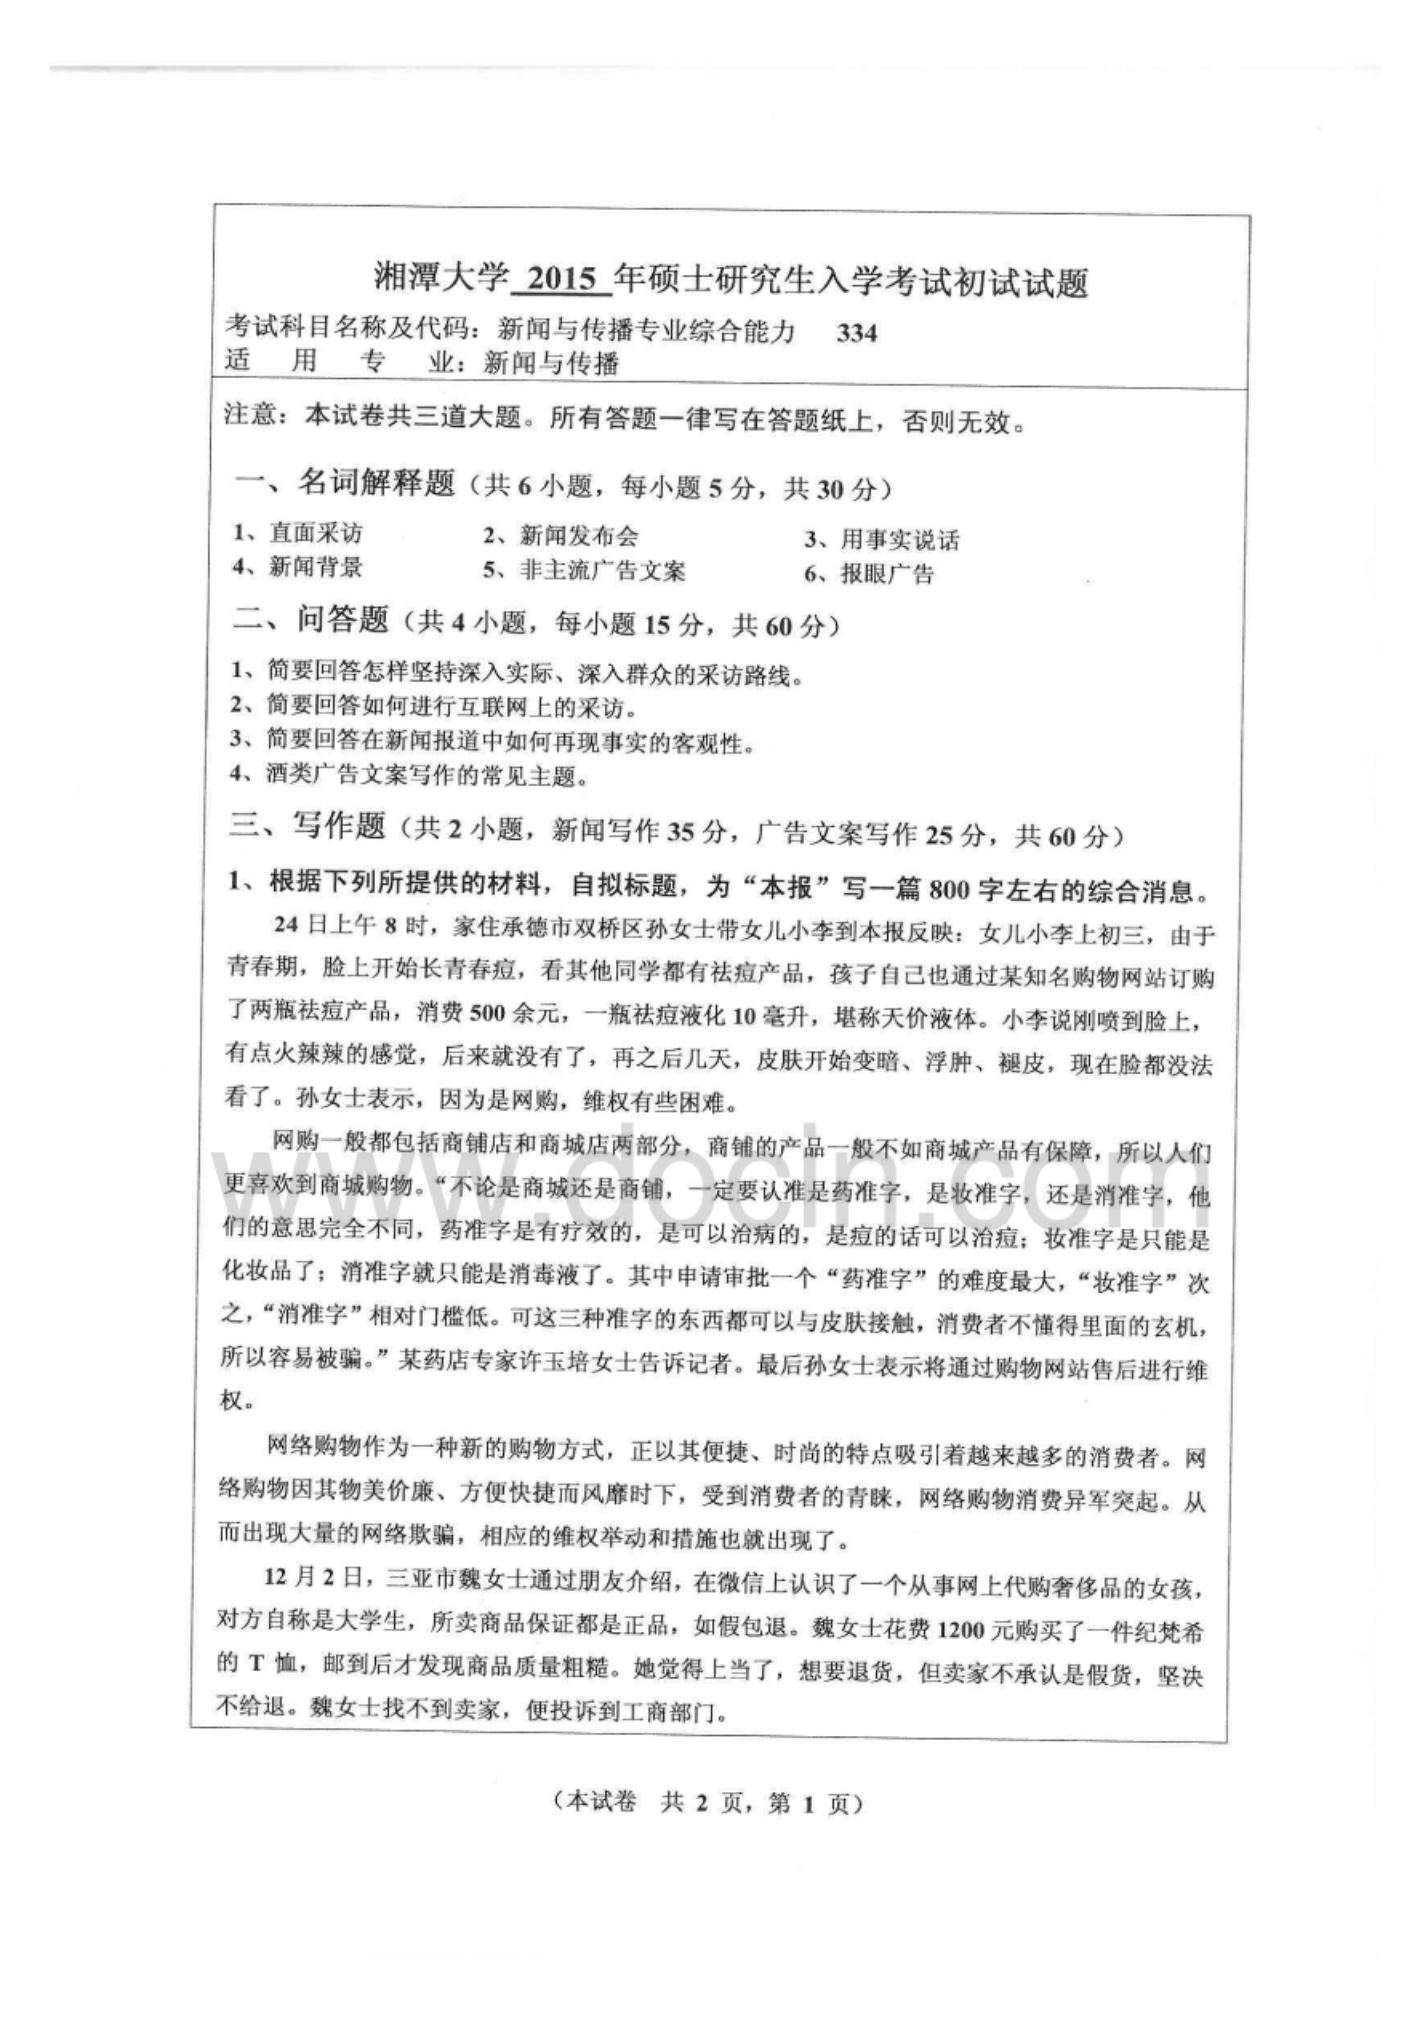 湘潭大学 2015 年硕士研究生入学考试初试试题
考试科目名称及代码：新闻与传播专业综合能力 334
适 用 专 业：新闻与传播
注意：本试卷共三道大题。所有答题一律写在答题纸上，否则无效。
一、名词解释题（共 6 小题，每小题 5 分，共 30 分）
1、直面采访 2、新闻发布会 3、用事实说话
4、新闻背景 5、非主流广告文案 6、报眼广告
二、问答题（共 4 小题，每小题 15 分，共 60 分）
1、简要回答怎样坚持深入实际、深入群众的采访路线。
2、简要回答如何进行互联网上的采访。
3、简要回答在新闻报道中如何再现事实的客观性。
4、酒类广告文案写作的常见主题。
三、写作题（共 2 小题，新闻写作 35 分，广告文案写作 25 分，共 60 分）
1、根据下列所提供的材料，自拟标题，为“本报”写一篇 800 字左右的综合消息。
24 日上午 8 时，家住承德市双桥区孙女士带女儿小李到本报反映：女儿小李上初三，由于
青春期，脸上开始长青春痘，看其他同学都有祛痘产品，孩子自己也通过某知名购物网站订购
了两瓶祛痘产品，消费 500 余元，一瓶祛痘液化 10 毫升，堪称天价液体。小李说刚喷到脸上，
有点火辣辣的感觉，后来就没有了，再之后几天，皮肤开始变暗、浮肿、褪皮，现在脸都没法
看了。孙女士表示，因为是网购，维权有些困难。
网购一般都包括商铺店和商城店两部分，商铺的产品一般不如商城产品有保障，所以人们
更喜欢到商城购物。“不论是商城还是商铺，一定要认准是药准字，是妆准字，还是消准字，他
们的意思完全不同，药准字是有疗效的，是可以治病的，是痘的话可以治痘；妆准字是只能是
化妆品了；消准字就只能是消毒液了。其中申请审批一个“药准字”的难度最大，“妆准字”次
之，“消准字”相对门槛低。可这三种准字的东西都可以与皮肤接触，消费者不懂得里面的玄机，
所以容易被骗。”某药店专家许玉培女士告诉记者。最后孙女士表示将通过购物网站售后进行维
权。
网络购物作为一种新的购物方式，正以其便捷、时尚的特点吸引着越来越多的消费者。网
络购物因其物美价廉、方便快捷而风靡时下，受到消费者的青睐，网络购物消费异军突起。从
而出现大量的网络欺骗，相应的维权举动和措施也就出现了。
12 月 2 日，三亚市魏女士通过朋友介绍，在微信上认识了一个从事网上代购奢侈品的女孩，
对方自称是大学生，所卖商品保证都是正品，如假包退。魏女士花费 1200 元购买了一件纪梵希
的 T 恤，邮到后才发现商品质量粗糙。她觉得上当了，想要退货，但卖家不承认是假货，坚决
不给退。魏女士找不到卖家，便投诉到工商部门。
www.docin.com
（本试卷 共 2 页，第 1 页）